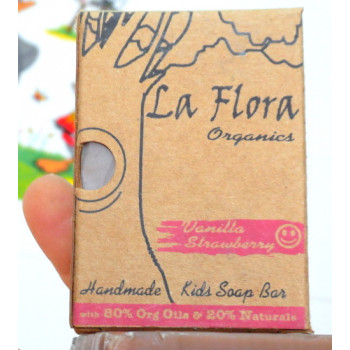 La Flora
Organics
Vanilla
Strawberry
Handmade Kids Soap Bar
with 80% Org Oils & 20% Naturals